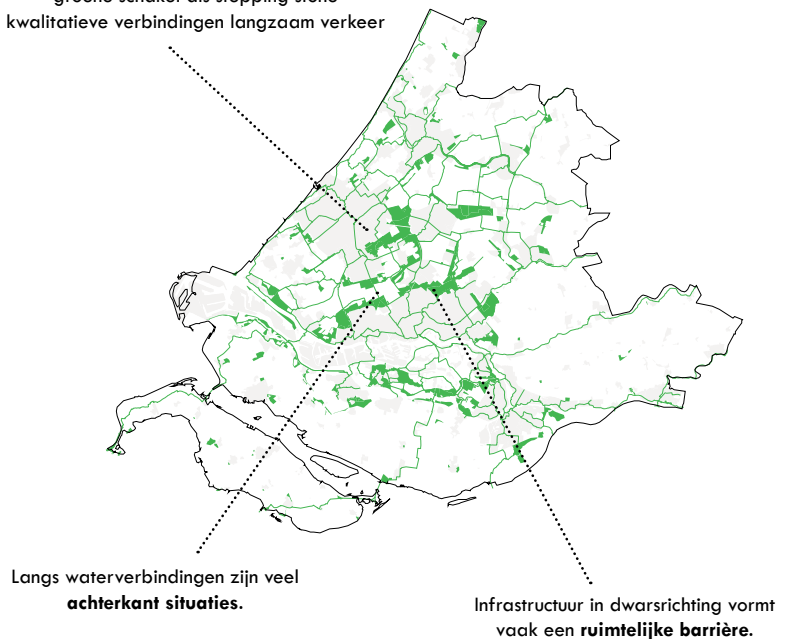 groene schakel als stepping stone
kwalitatieve verbindingen langzaam verkeer
Langs waterverbindingen zijn veel
achterkant situaties.
Infrastructuur in dwarsrichting vormt
vaak een ruimtelijke barrière.